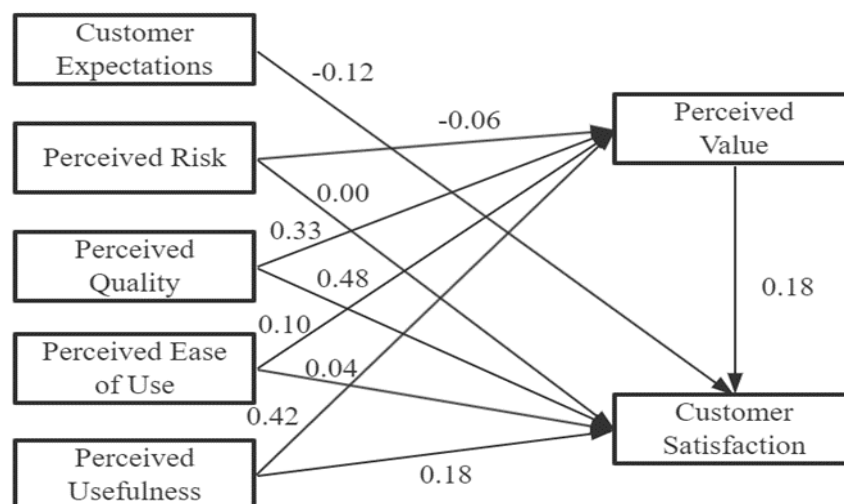 Customer
Expectations
-0.12
Perceived Risk
-0.06
Perceived
Value
0.00
Perceived
Quality
0.33
0.48
0.18
Perceived Ease
of Use
0.10
0.04
Customer
Satisfaction
Perceived
Usefulness
0.42
0.18